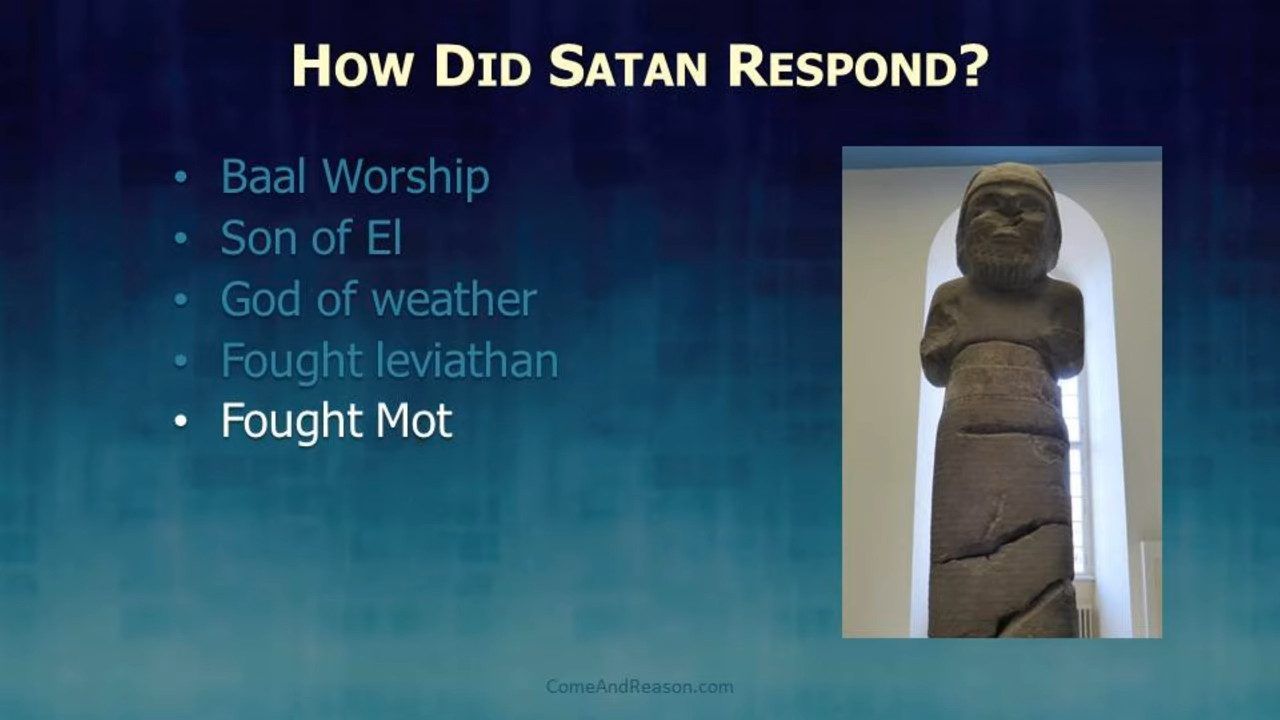 How Did Satan Respond?
• Baal Worship
• Son of El
• God of weather
• Fought leviathan
• Fought Mot
ComeAndReason.com